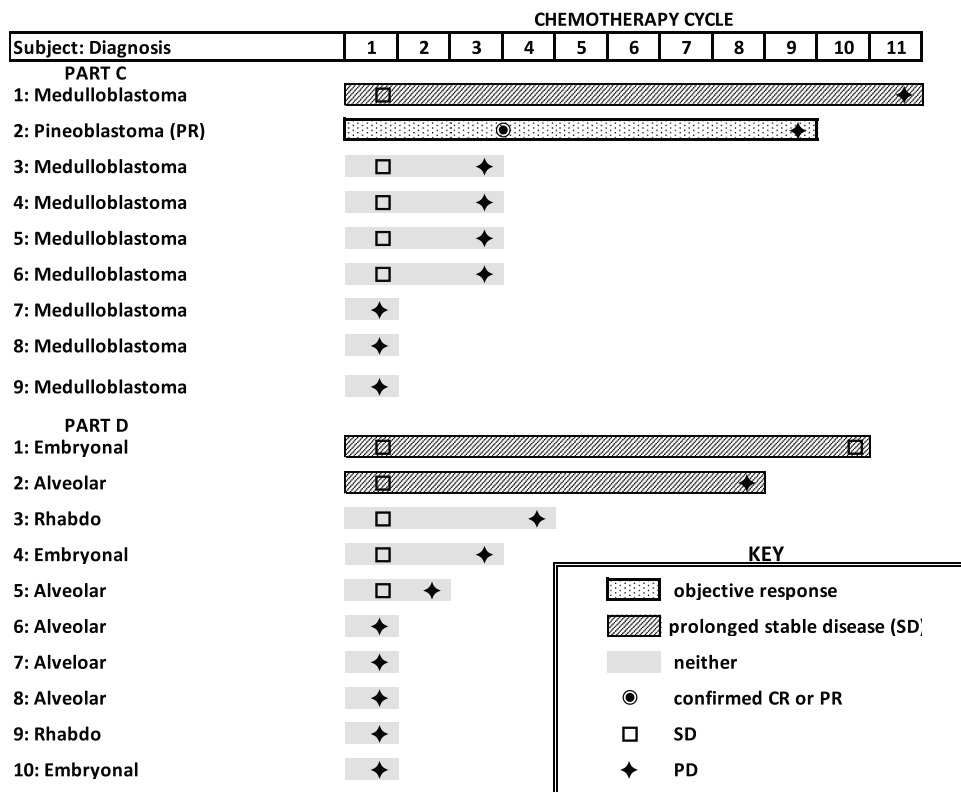 CHEMOTHERAPY CYCLE
Subject: Diagnosis 1 2 3 4 5 6 7 8 9 10 11
PART C
1: Medulloblastoma
2: Pineoblastoma (PR)
3: Medulloblastoma
4: Medulloblastoma
5: Medulloblastoma
6: Medulloblastoma
7: Medulloblastoma
8: Medulloblastoma
9: Medulloblastoma
PART D
1: Embryonal
2: Alveolar
3: Rhabdo
4: Embryonal
5: Alveolar
6: Alveolar
7: Alveloar
8: Alveolar
9: Rhabdo
10: Embryonal
KEY
objective response
prolonged stable disease (SD)
neither
confirmed CR or PR
SD
PD